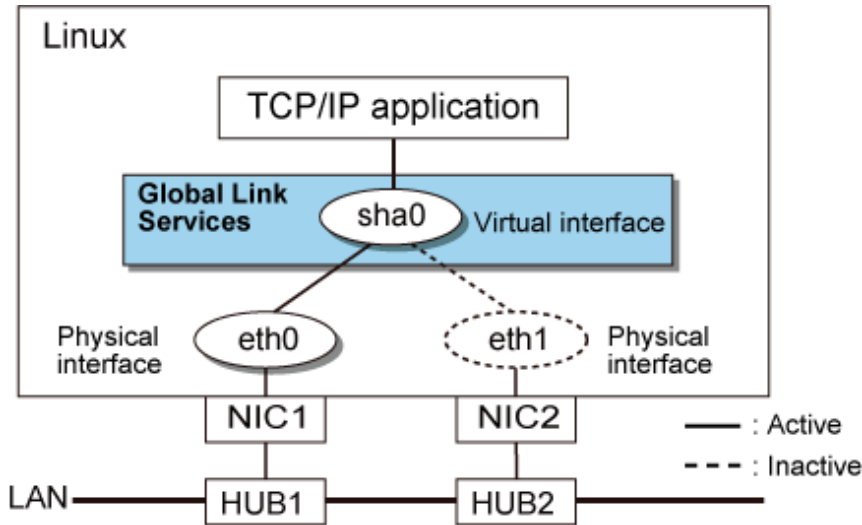 Linux
TCP/IP application
Global Link
Services
sha0
Virtual interface
Physical
interface
eth0
eth1
Physical
interface
NIC1
NIC2
: Active
: Inactive
LAN
HUB1
HUB2